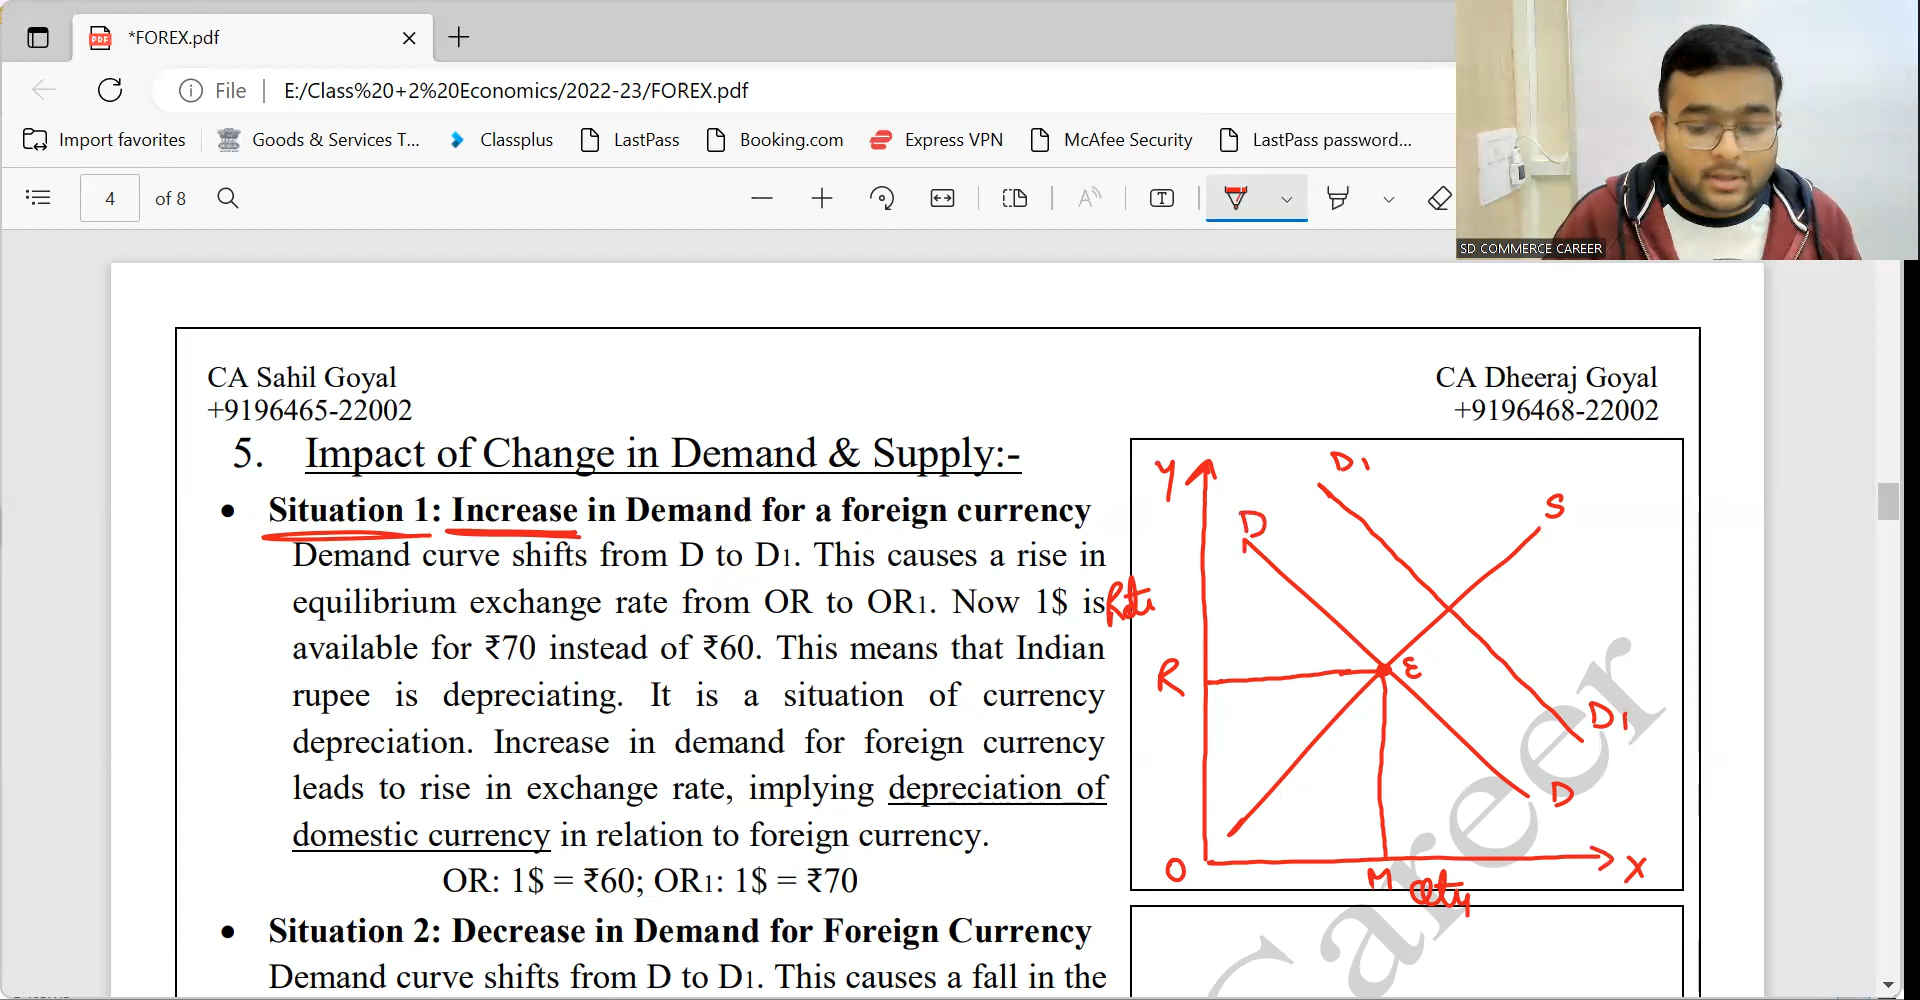 *FOREX.pdf
File | E:/Class%20+2%20Economics/2022-23/FOREX.pdf
Import favorites Goods & Services T... Classplus LastPass Booking.com Express VPN McAfee Security LastPass password...
4 of 8
SD COMMERCE CAREER
CA Sahil Goyal
+9196465-22002
CA Dheeraj Goyal
+9196468-22002
5. Impact of Change in Demand & Supply:-
• Situation 1: Increase in Demand for a foreign currency
Demand curve shifts from D to D1. This causes a rise in
equilibrium exchange rate from OR to OR1. Now 1$ is
available for ₹70 instead of ₹60. This means that Indian
rupee is depreciating. It is a situation of currency
depreciation. Increase in demand for foreign currency
leads to rise in exchange rate, implying depreciation of
domestic currency in relation to foreign currency.
OR: 1$ = ₹60; OR1: 1$ = ₹70
• Situation 2: Decrease in Demand for Foreign Currency
Demand curve shifts from D to D1. This causes a fall in the
Y
D1
D
S
Rate
R
E
D1
D
O
M
Qty
X
Career